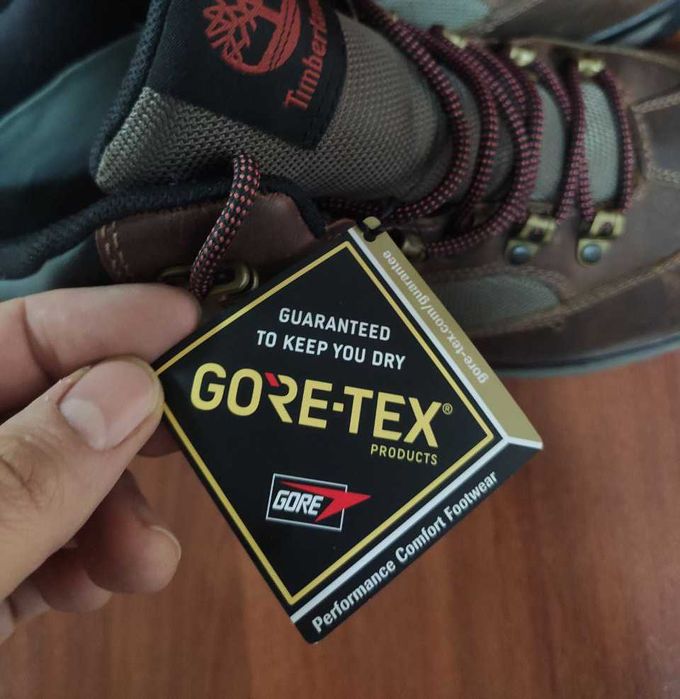 Timberland
GUARANTEED
TO KEEP YOU DRY
GORE-TEX®
PRODUCTS
GORE
Performance Comfort Footwear
gore-tex.com/guarantee